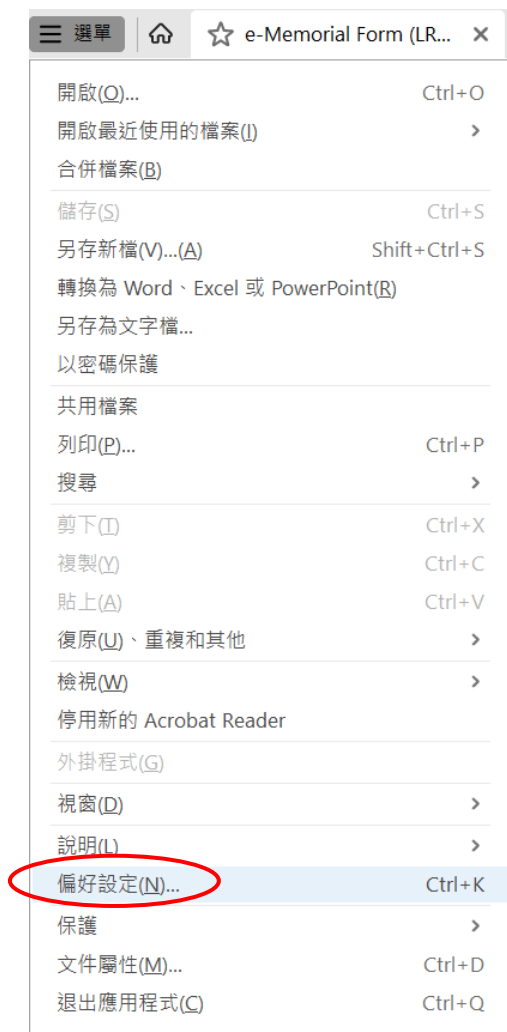 選單 e-Memorial Form (LR...
開啟(O)... Ctrl+O
開啟最近使用的檔案(I)
合併檔案(B)
儲存(S) Ctrl+S
另存新檔(V)...(A) Shift+Ctrl+S
轉換為 Word、Excel 或 PowerPoint(R)
另存為文字檔...
以密碼保護
共用檔案
列印(P)... Ctrl+P
搜尋
剪下(T) Ctrl+X
複製(Y) Ctrl+C
貼上(A) Ctrl+V
復原(U)、重複和其他
檢視(W)
停用新的 Acrobat Reader
外掛程式(G)
視窗(D)
說明(L)
偏好設定(N)... Ctrl+K
保護
文件屬性(M)... Ctrl+D
退出應用程式(C) Ctrl+Q